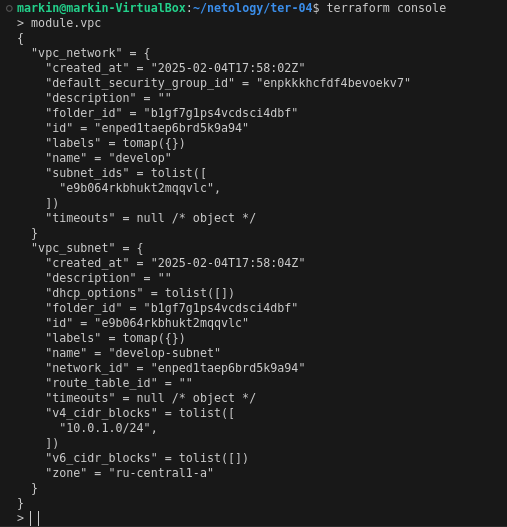 markin@markin-VirtualBox:~/netology/ter-04$ terraform console
> module.vpc
{
  "vpc_network" = {
    "created_at" = "2025-02-04T17:58:02Z"
    "default_security_group_id" = "enpkkkhcfdf4bevoekv7"
    "description" = ""
    "folder_id" = "b1gf7g1ps4vcdsci4dbf"
    "id" = "enped1taep6brd5k9a94"
    "labels" = tomap({})
    "name" = "develop"
    "subnet_ids" = tolist([
      "e9b064rkbhukt2mqqvlc",
    ])
    "timeouts" = null /* object */
  }
  "vpc_subnet" = {
    "created_at" = "2025-02-04T17:58:04Z"
    "description" = ""
    "dhcp_options" = tolist([])
    "folder_id" = "b1gf7g1ps4vcdsci4dbf"
    "id" = "e9b064rkbhukt2mqqvlc"
    "labels" = tomap({})
    "name" = "develop-subnet"
    "network_id" = "enped1taep6brd5k9a94"
    "route_table_id" = ""
    "timeouts" = null /* object */
    "v4_cidr_blocks" = tolist([
      "10.0.1.0/24",
    ])
    "v6_cidr_blocks" = tolist([])
    "zone" = "ru-central1-a"
  }
}
>